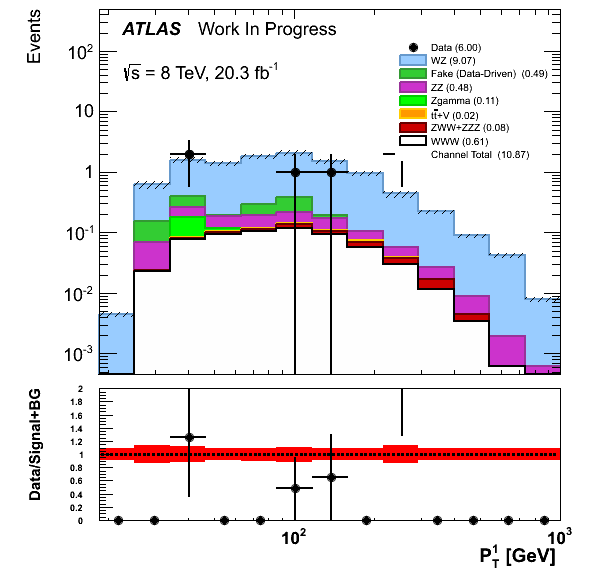 Events
ATLAS Work In Progress
√s = 8 TeV, 20.3 fb⁻¹
Data (6.00)
WZ (9.07)
Fake (Data-Driven) (0.49)
ZZ (0.48)
Zgamma (0.11)
tt̄+V (0.02)
ZWW+ZZZ (0.08)
WWW (0.61)
Channel Total (10.87)
10²
10
1
10⁻¹
10⁻²
10⁻³
Data/Signal+BG
2
1.8
1.6
1.4
1.2
1
0.8
0.6
0.4
0.2
0
10² 10³
P_T^1 [GeV]